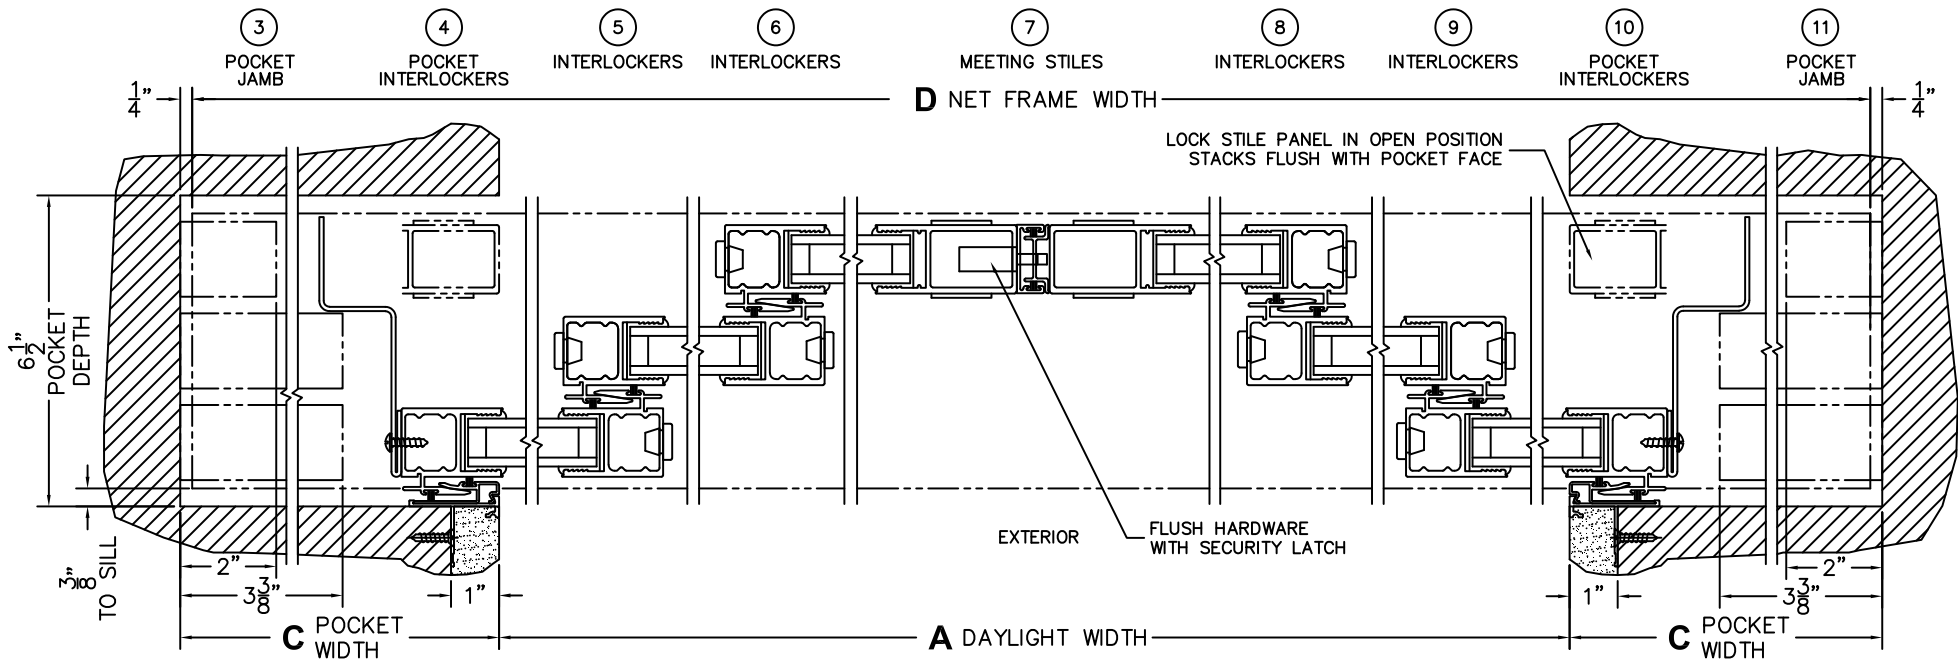 3 4 5 6 7 8 9 10 11
POCKET JAMB
POCKET INTERLOCKERS
INTERLOCKERS
INTERLOCKERS
MEETING STILES
INTERLOCKERS
INTERLOCKERS
POCKET INTERLOCKERS
POCKET JAMB
1/4"
D NET FRAME WIDTH
1/4"
LOCK STILE PANEL IN OPEN POSITION
STACKS FLUSH WITH POCKET FACE
6 1/2"
POCKET
DEPTH
3/8"
TO SILL
EXTERIOR
FLUSH HARDWARE
WITH SECURITY LATCH
2"
3 3/8"
1"
1"
2"
3 3/8"
C POCKET
WIDTH
A DAYLIGHT WIDTH
C POCKET
WIDTH